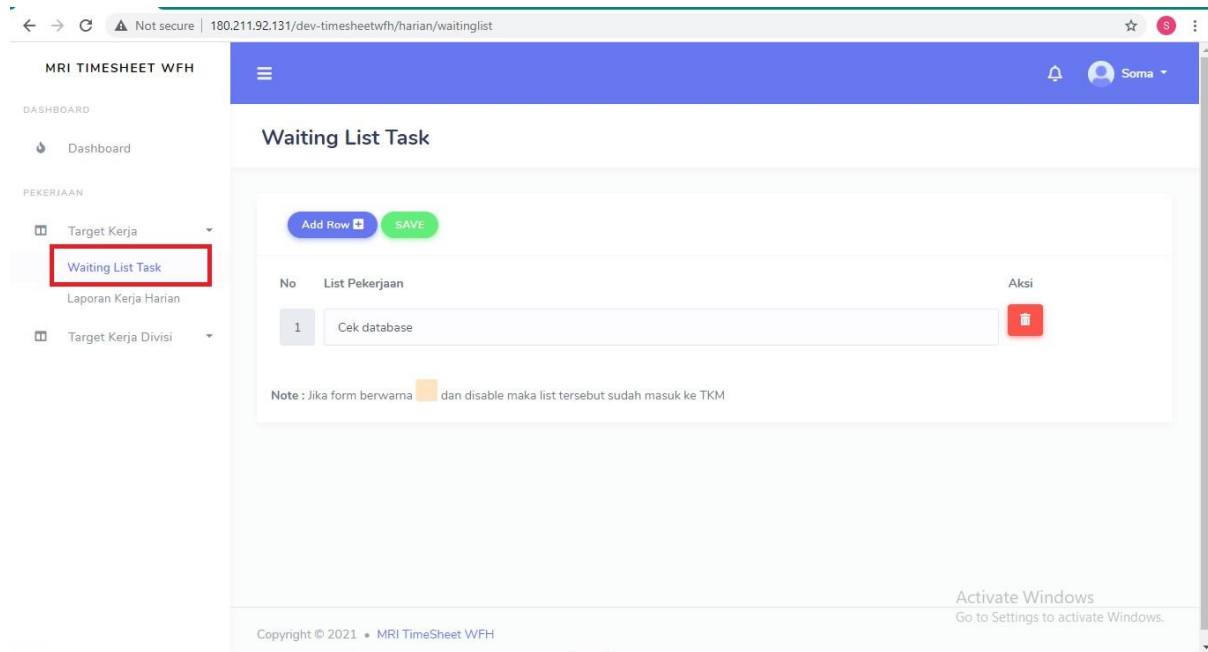 Not secure | 180.211.92.131/dev-timesheetwfh/harian/waitinglist
S
MRI TIMESHEET WFH
Soma
DASHBOARD
Dashboard
Waiting List Task
PEKERJAAN
Target Kerja
Add Row
SAVE
Waiting List Task
Laporan Kerja Harian
Target Kerja Divisi
No List Pekerjaan Aksi
1 Cek database
Note : Jika form berwarna dan disable maka list tersebut sudah masuk ke TKM
Activate Windows
Go to Settings to activate Windows.
Copyright © 2021 • MRI TimeSheet WFH